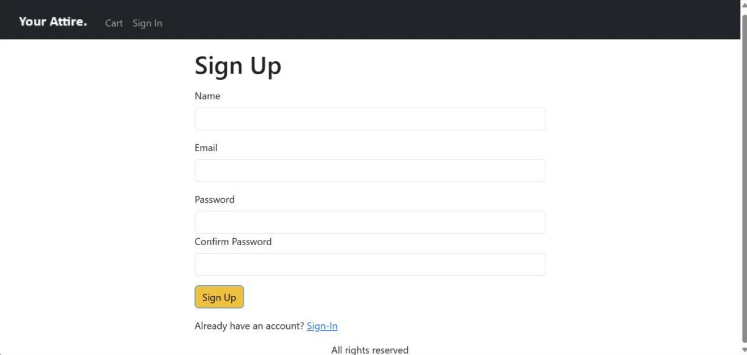 Your Attire. Cart Sign In
Sign Up
Name
Email
Password
Confirm Password
Sign Up
Already have an account? Sign-In
All rights reserved